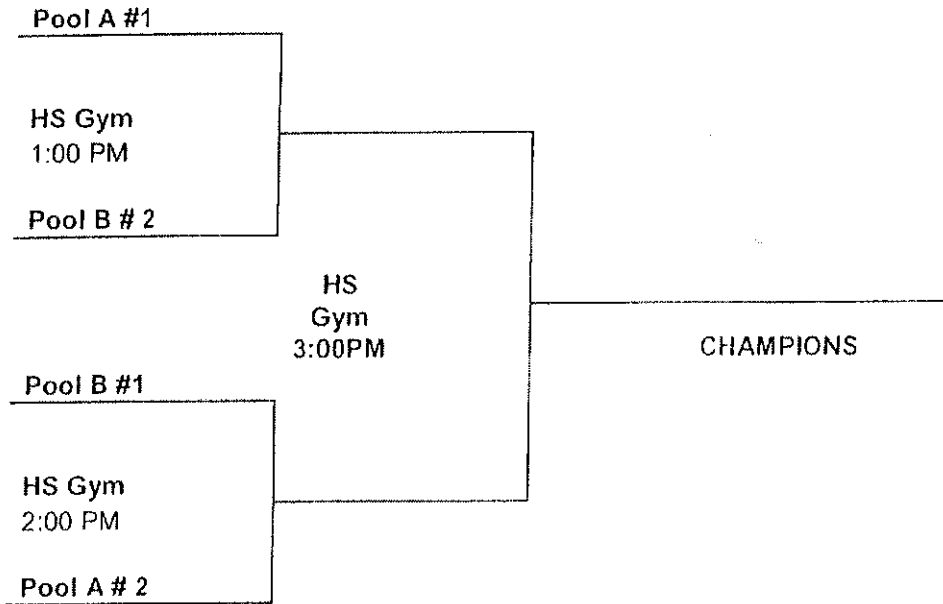 Pool A #1
HS Gym
1:00 PM
Pool B # 2
HS
Gym
3:00PM
CHAMPIONS
Pool B #1
HS Gym
2:00 PM
Pool A # 2